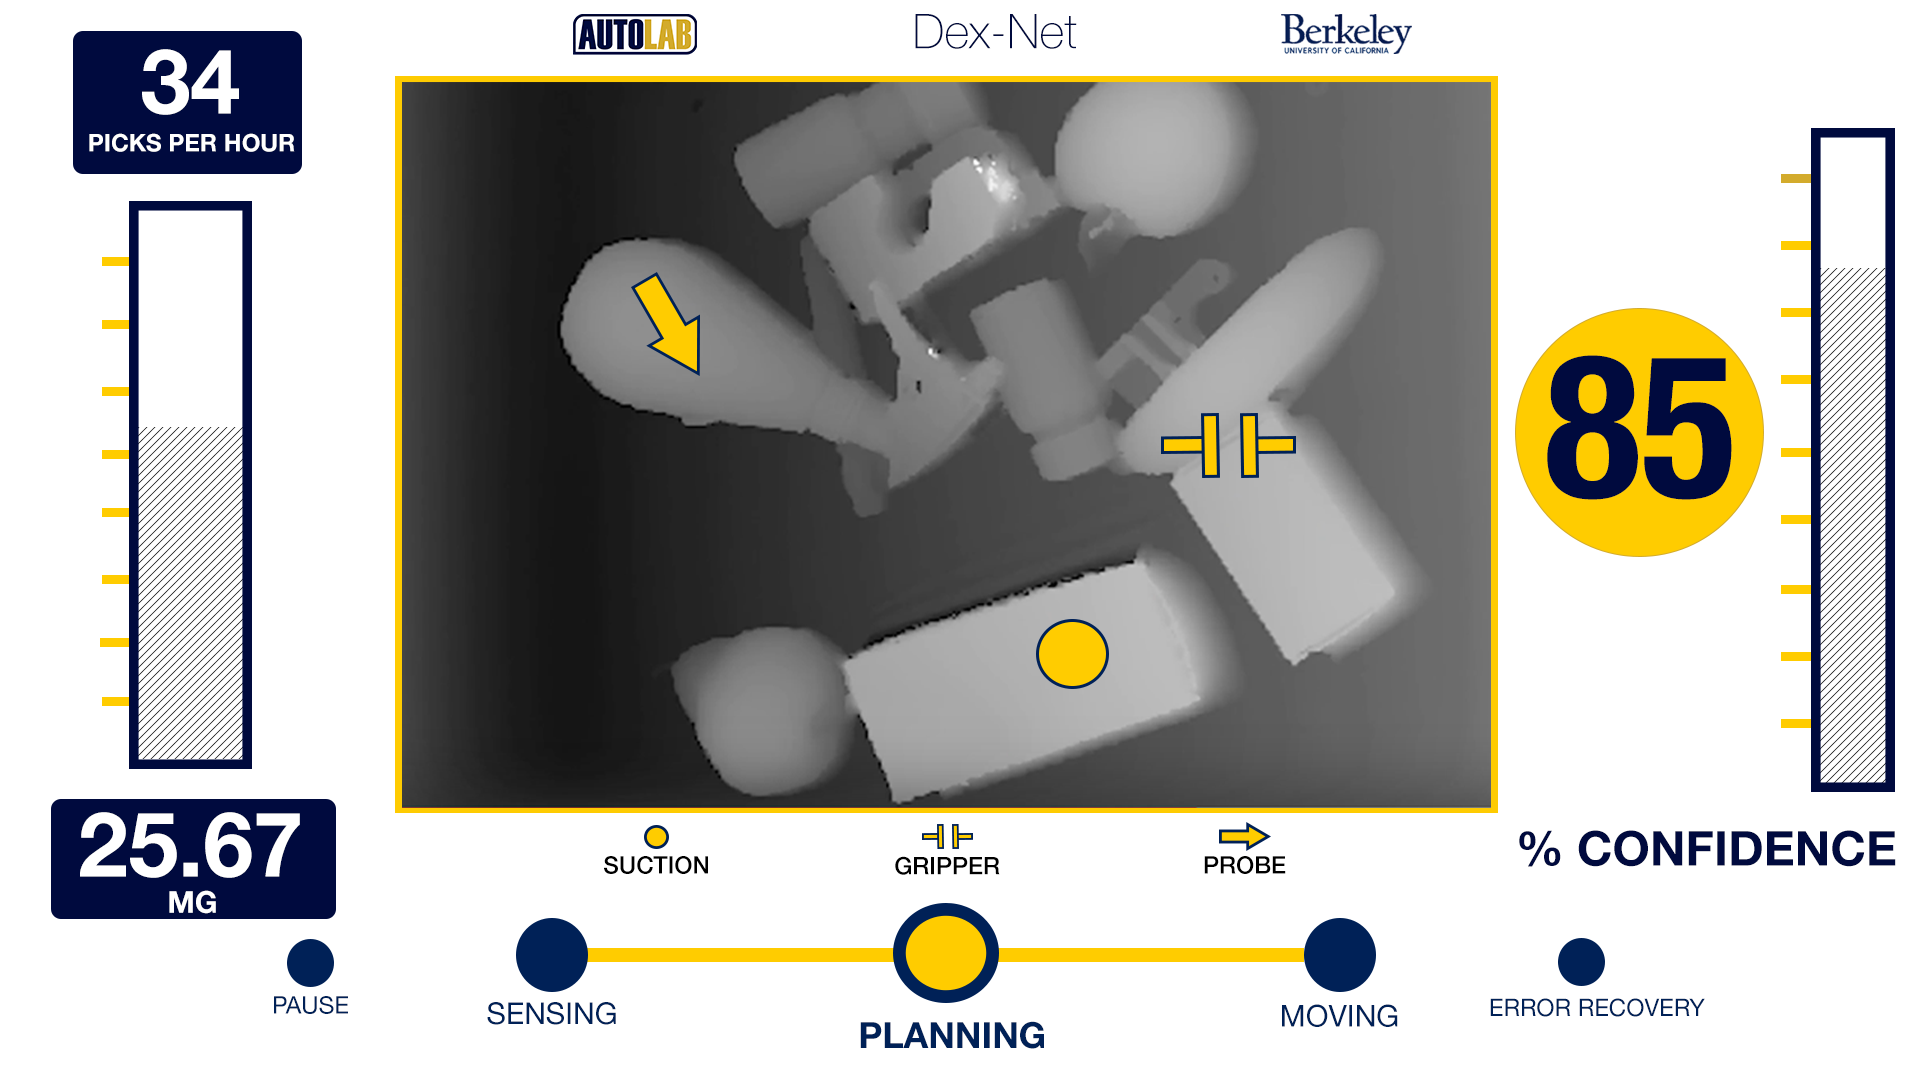 AUTOLAB
Dex-Net
Berkeley
UNIVERSITY OF CALIFORNIA
34
PICKS PER HOUR
85
% CONFIDENCE
25.67
MG
SUCTION
GRIPPER
PROBE
PAUSE
SENSING
PLANNING
MOVING
ERROR RECOVERY